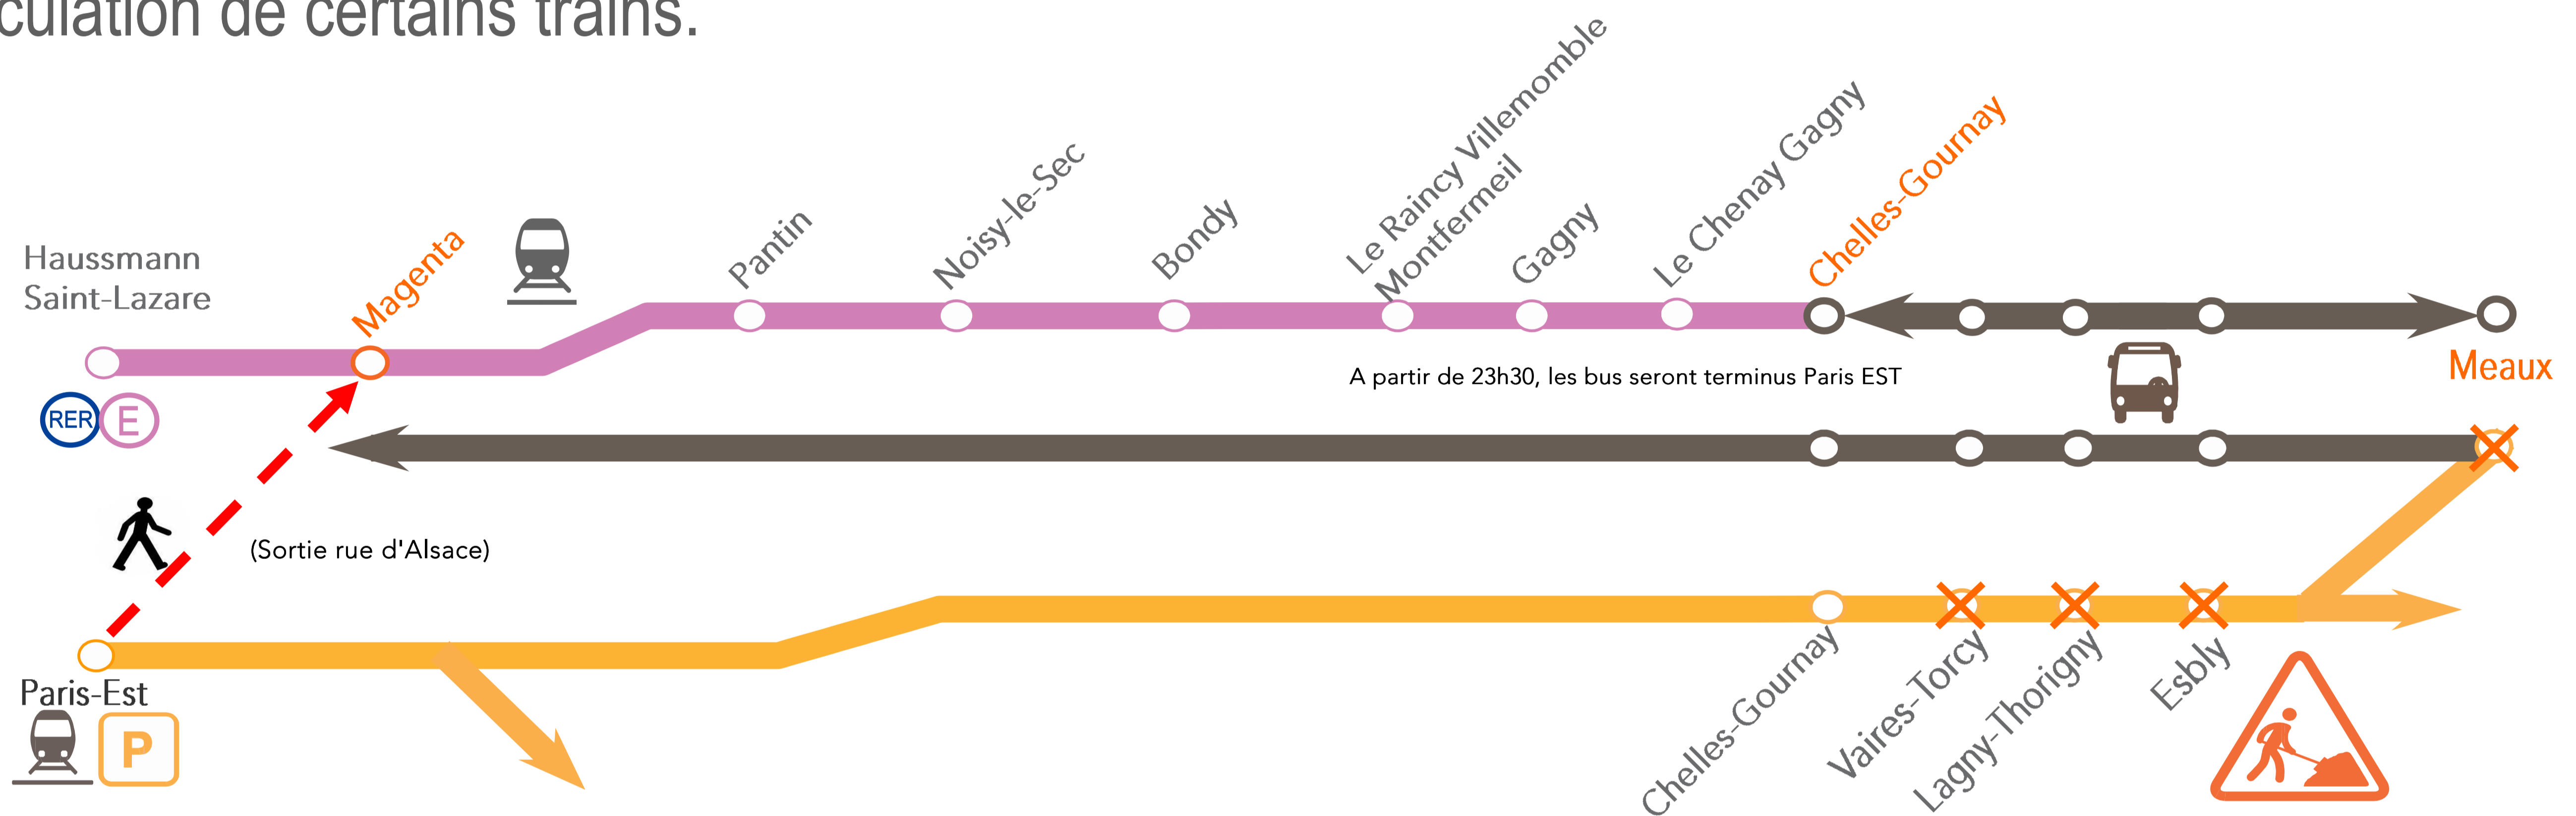 culation de certains trains.
Haussmann
Saint-Lazare
Magenta
Pantin
Noisy-le-Sec
Bondy
Le Raincy Villemomble
Montfermeil
Gagny
Le Chenay Gagny
Chelles-Gournay
RER E
A partir de 23h30, les bus seront terminus Paris EST
Meaux
(Sortie rue d'Alsace)
Paris-Est
P
Chelles-Gournay
Vaires-Torcy
Lagny-Thorigny
Esbly